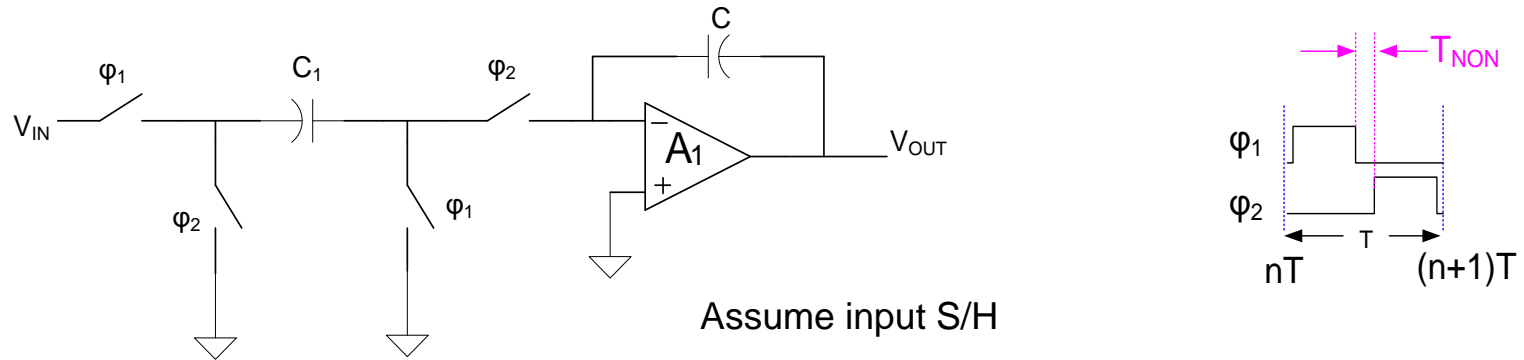 φ1
C1
φ2
C
VIN
A1
−
+
VOUT
φ2
φ1
Assume input S/H
TNON
φ1
φ2
T
nT
(n+1)T